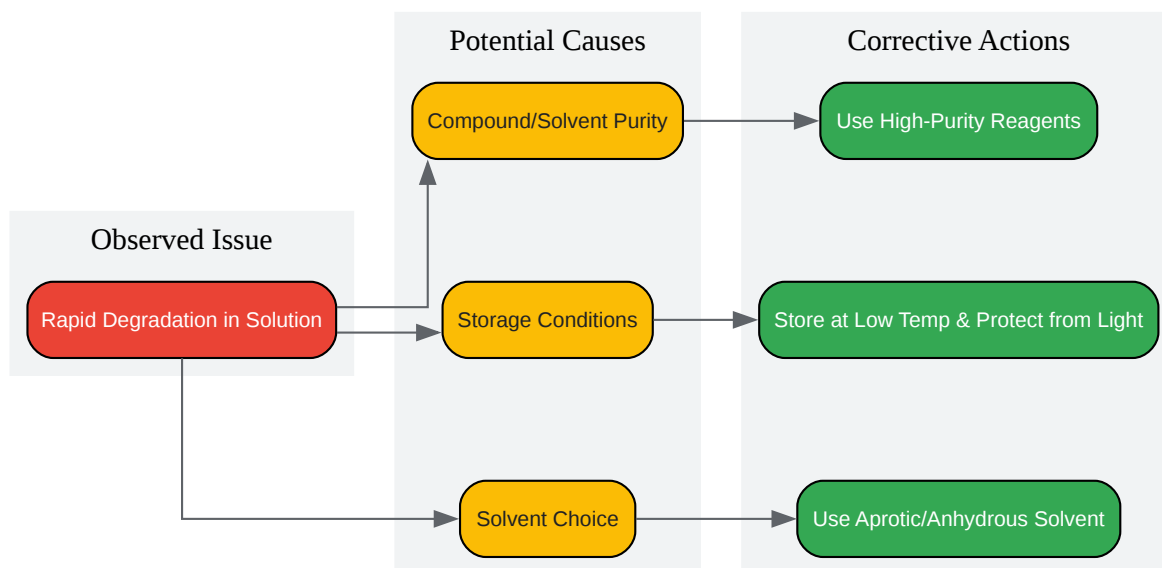 Potential Causes
Corrective Actions
Compound/Solvent Purity
Use High-Purity Reagents
Observed Issue
Rapid Degradation in Solution
Storage Conditions
Store at Low Temp & Protect from Light
Solvent Choice
Use Aprotic/Anhydrous Solvent